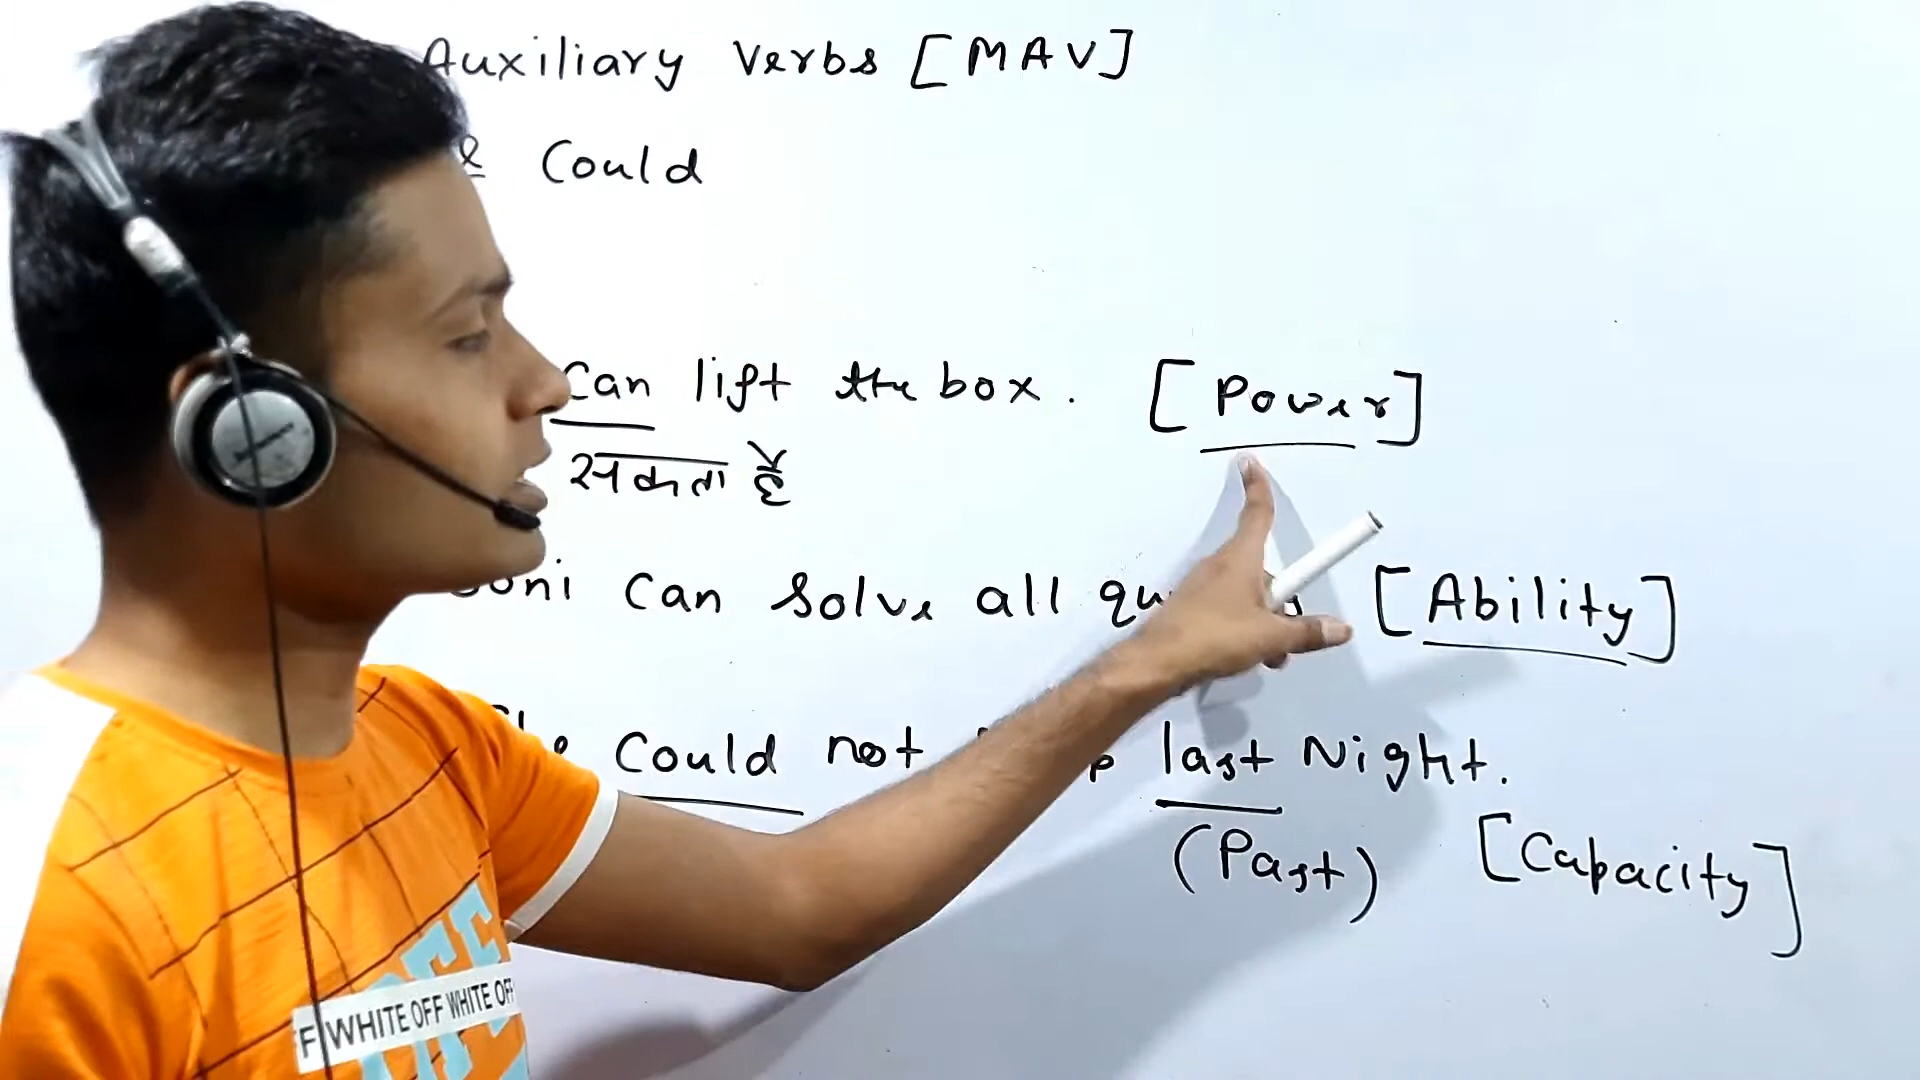 Auxiliary Verbs [MAV]
& Could
Can lift the box. [Power]
सकता है
Can Solve all [Ability]
Could not last Night.
(Past) [Capacity]
WHITE OFF WHITE OFF